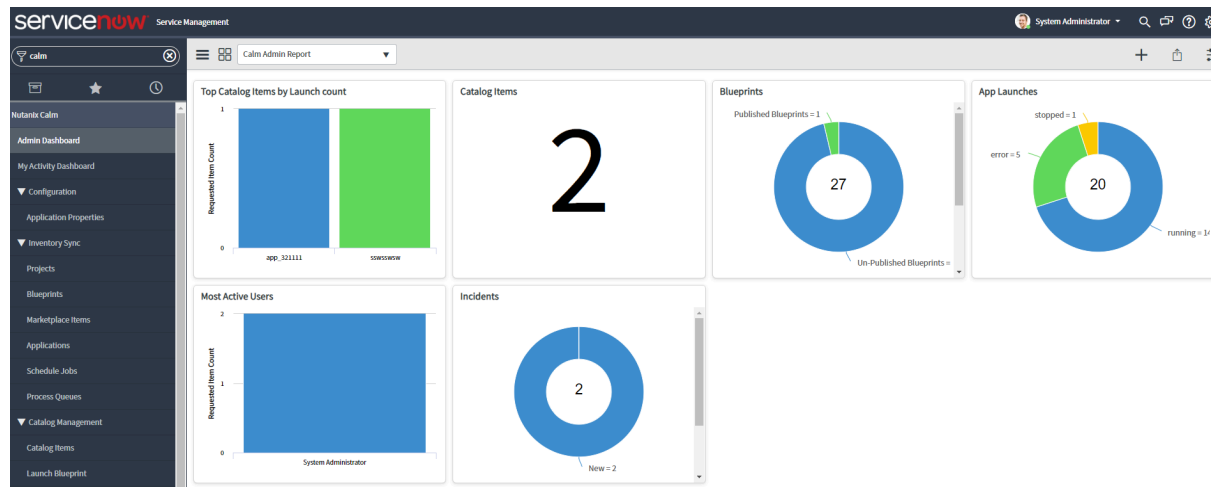 servicenow Service Management
System Administrator
calm
Calm Admin Report
Nutanix Calm
Admin Dashboard
My Activity Dashboard
Configuration
Application Properties
Inventory Sync
Projects
Blueprints
Marketplace Items
Applications
Schedule Jobs
Process Queues
Catalog Management
Catalog Items
Launch Blueprint
Top Catalog Items by Launch count
Requested Item Count
1
0
app_321111
sswsswsw
Catalog Items
2
Blueprints
Published Blueprints = 1
27
Un-Published Blueprints =
App Launches
stopped = 1
error = 5
20
running = 14
Most Active Users
Requested Item Count
2
1
0
System Administrator
Incidents
2
New = 2